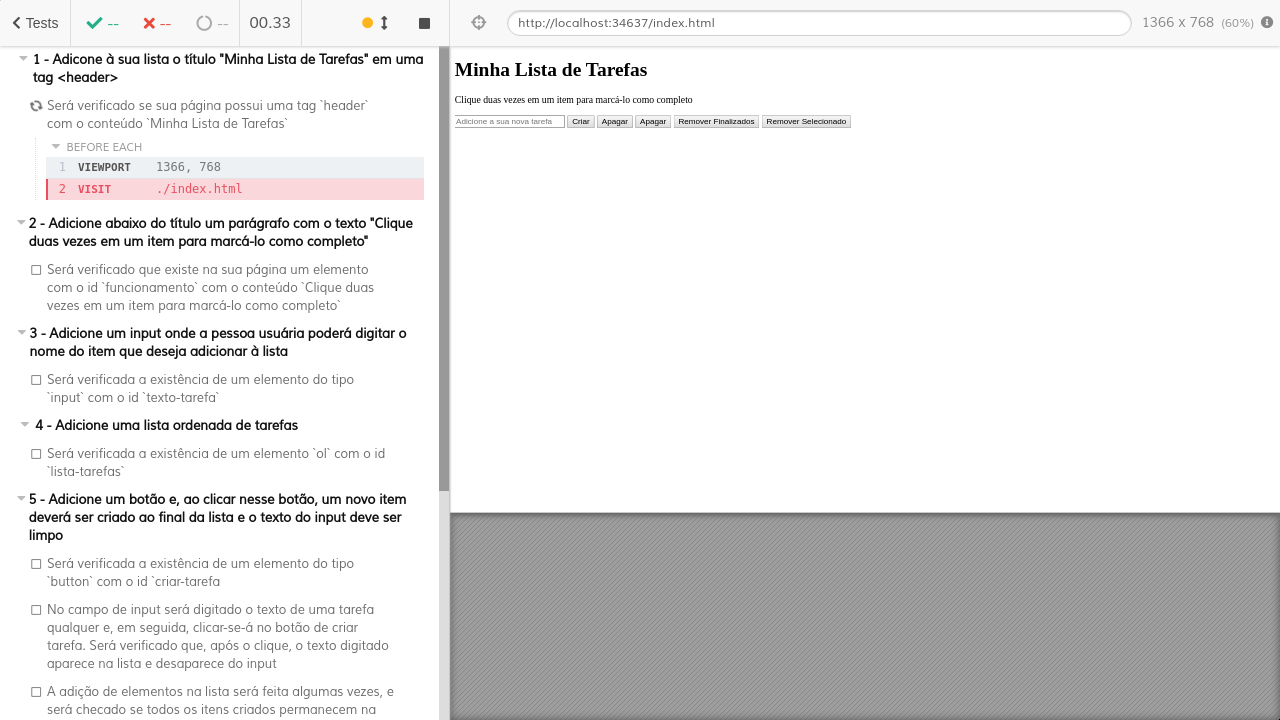 Tests -- -- -- 00.33 http://localhost:34637/index.html 1366 x 768 (60%)
1 - Adicone à sua lista o título "Minha Lista de Tarefas" em uma
tag <header>
Será verificado se sua página possui uma tag `header`
com o conteúdo `Minha Lista de Tarefas`
BEFORE EACH
1 VIEWPORT 1366, 768
2 VISIT ./index.html
2 - Adicione abaixo do título um parágrafo com o texto "Clique
duas vezes em um item para marcá-lo como completo"
Será verificado que existe na sua página um elemento
com o id `funcionamento` com o conteúdo `Clique duas
vezes em um item para marcá-lo como completo`
3 - Adicione um input onde a pessoa usuária poderá digitar o
nome do item que deseja adicionar à lista
Será verificada a existência de um elemento do tipo
`input` com o id `texto-tarefa`
4 - Adicione uma lista ordenada de tarefas
Será verificada a existência de um elemento `ol` com o id
`lista-tarefas`
5 - Adicione um botão e, ao clicar nesse botão, um novo item
deverá ser criado ao final da lista e o texto do input deve ser
limpo
Será verificada a existência de um elemento do tipo
`button` com o id `criar-tarefa
No campo de input será digitado o texto de uma tarefa
qualquer e, em seguida, clicar-se-á no botão de criar
tarefa. Será verificado que, após o clique, o texto digitado
aparece na lista e desaparece do input
A adição de elementos na lista será feita algumas vezes, e
será checado se todos os itens criados permanecem na
Minha Lista de Tarefas
Clique duas vezes em um item para marcá-lo como completo
Adicione a sua nova tarefa Criar Apagar Apagar Remover Finalizados Remover Selecionado